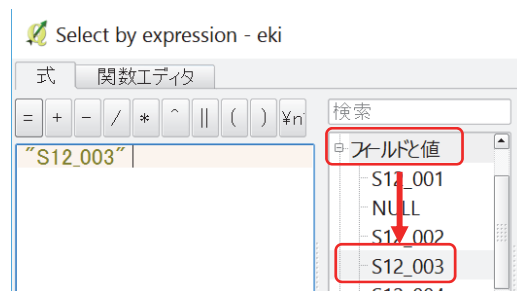 Select by expression - eki
式 関数エディタ
= + - / * ^ || ( ) ¥n
検索
"S12_003"
フィールドと値
S12_001
NULL
S12_002
S12_003